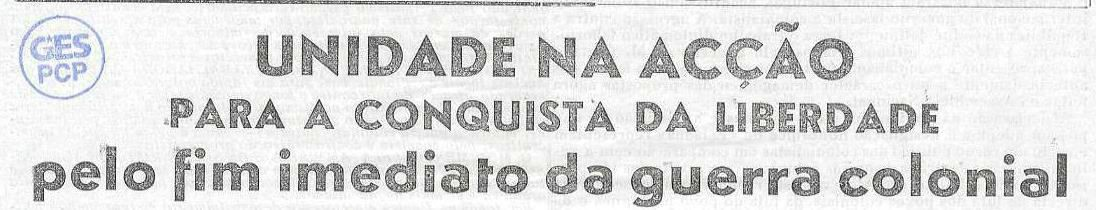 GES
PCP
UNIDADE NA ACÇÃO
PARA A CONQUISTA DA LIBERDADE
pelo fim imediato da guerra colonial